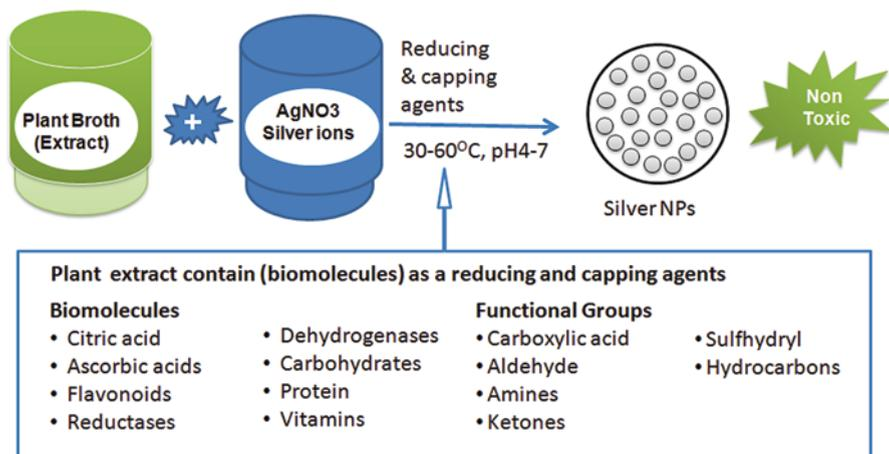 Plant Broth
(Extract)
+
AgNO3
Silver ions
Reducing
& capping
agents
30-60⁰C, pH4-7
Silver NPs
Non
Toxic
Plant extract contain (biomolecules) as a reducing and capping agents
Biomolecules
• Citric acid
• Ascorbic acids
• Flavonoids
• Reductases
• Dehydrogenases
• Carbohydrates
• Protein
• Vitamins
Functional Groups
• Carboxylic acid
• Aldehyde
• Amines
• Ketones
• Sulfhydryl
• Hydrocarbons